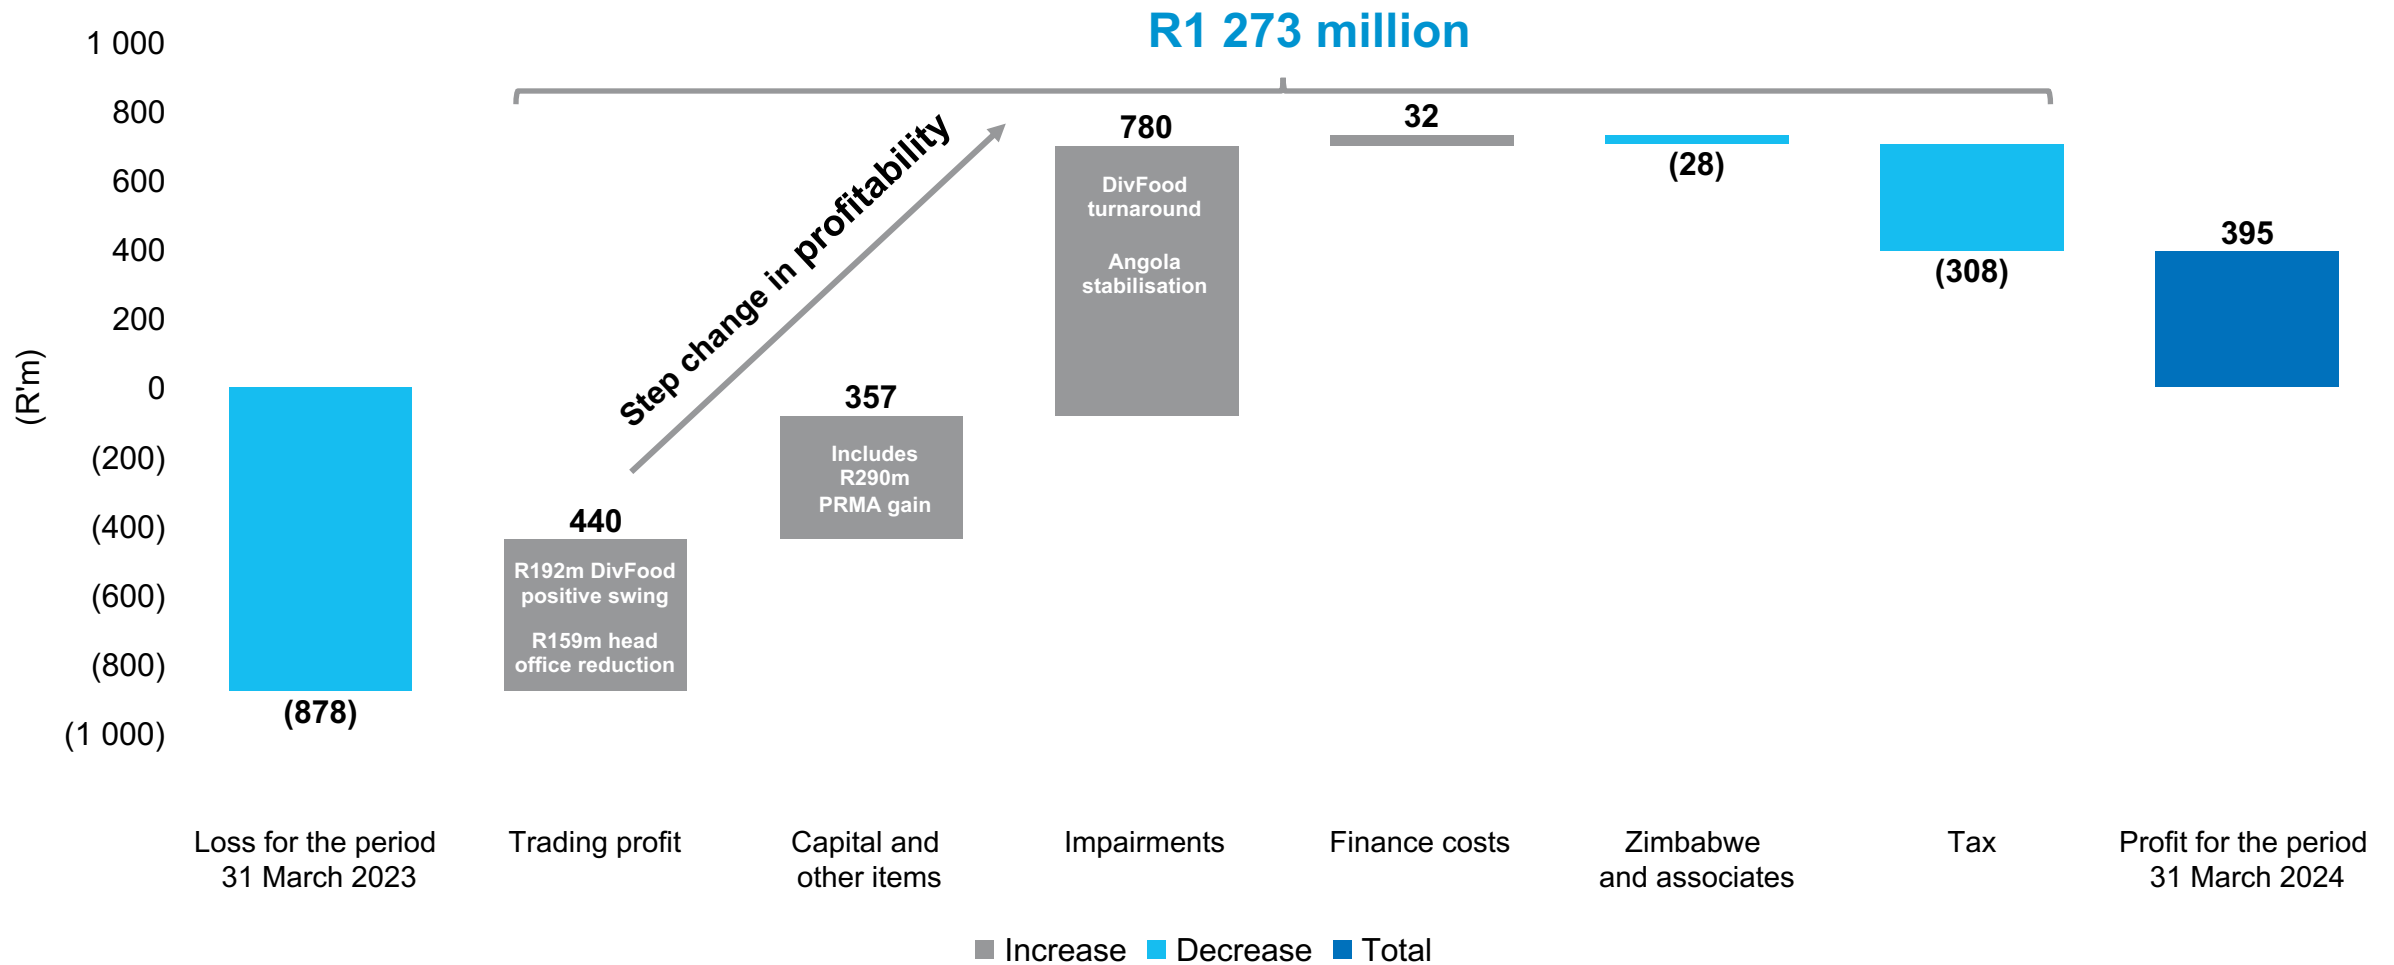 R1 273 million
1 000
800
600
400
200
0
(200)
(400)
(600)
(800)
(1 000)
(R'm)
Step change in profitability
(878)
440
R192m DivFood
positive swing
R159m head
office reduction
357
Includes
R290m
PRMA gain
780
DivFood
turnaround
Angola
stabilisation
32
(28)
(308)
395
Loss for the period
31 March 2023
Trading profit
Capital and
other items
Impairments
Finance costs
Zimbabwe
and associates
Tax
Profit for the period
31 March 2024
Increase
Decrease
Total